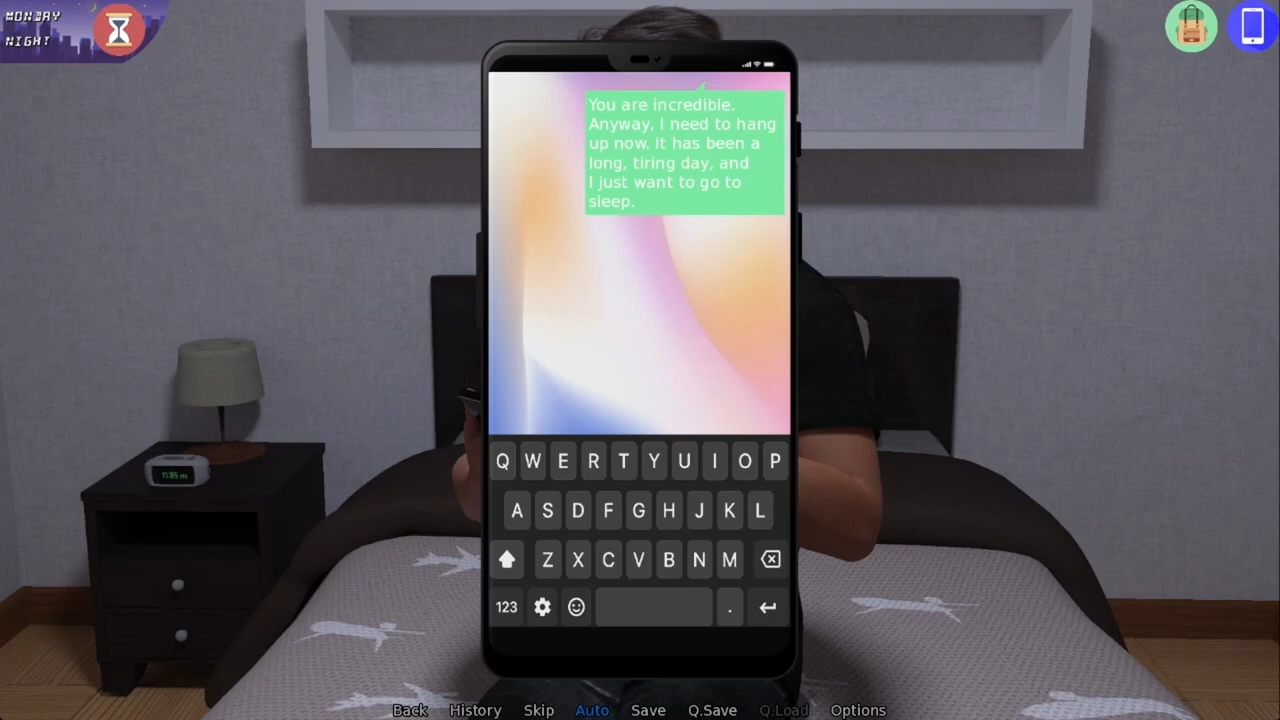 MONDAY
NIGHT
You are incredible.
Anyway, I need to hang
up now. It has been a
long, tiring day, and
I just want to go to
sleep.
Q W E R T Y U I O P
A S D F G H J K L
Z X C V B N M
123 .
Back History Skip Auto Save Q.Save Q.Load Options